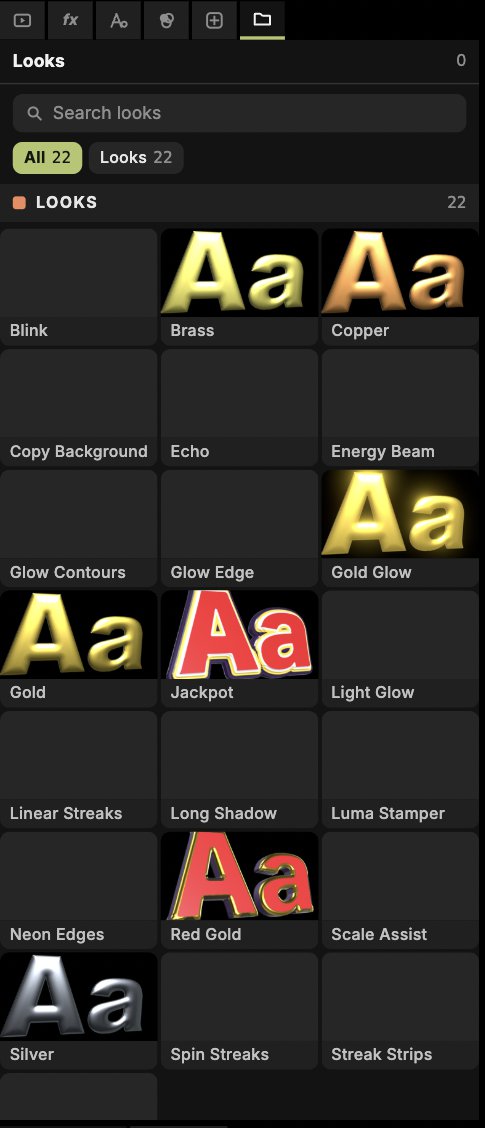 fx
Looks 0
Search looks
All 22 Looks 22
LOOKS 22
Aa Aa
Blink Brass Copper
Copy Background Echo Energy Beam
Aa
Glow Contours Glow Edge Gold Glow
Aa Aa
Gold Jackpot Light Glow
Linear Streaks Long Shadow Luma Stamper
Aa
Neon Edges Red Gold Scale Assist
Aa
Silver Spin Streaks Streak Strips